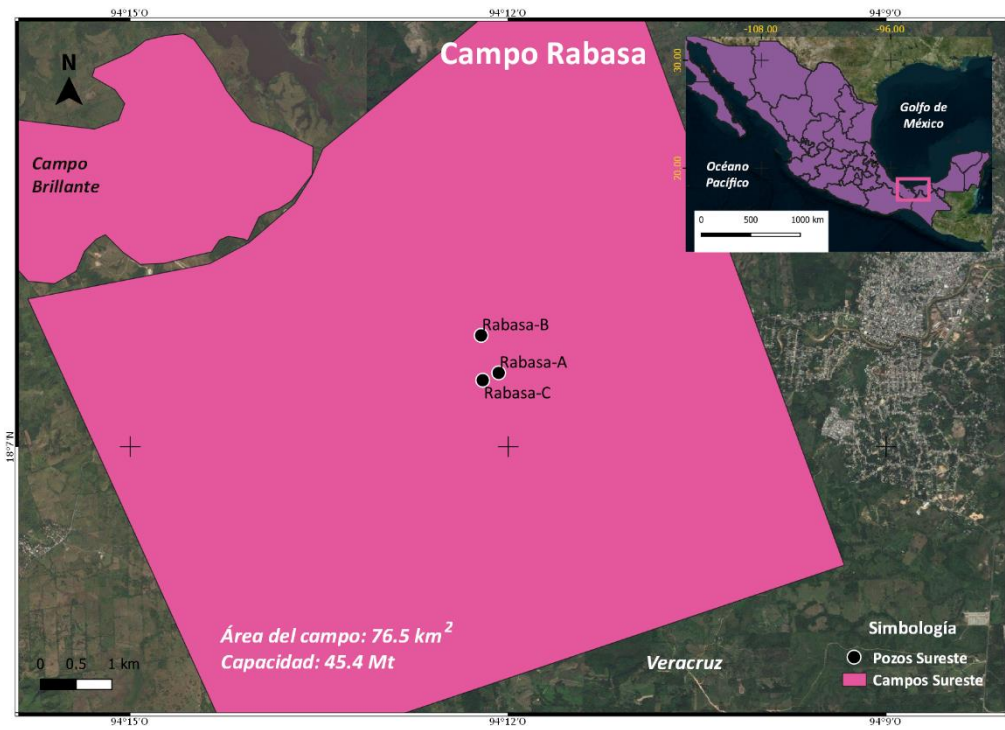 94°15'O
94°12'O
94°9'O
N
Campo Rabasa
-108.00
-96.00
30.00
20.00
Golfo de
México
Océano
Pacífico
0 500 1000 km
Campo
Brillante
Rabasa-B
Rabasa-A
Rabasa-C
18°7'N
Área del campo: 76.5 km²
Capacidad: 45.4 Mt
0 0.5 1 km
Veracruz
Simbología
Pozos Sureste
Campos Sureste
94°15'O
94°12'O
94°9'O